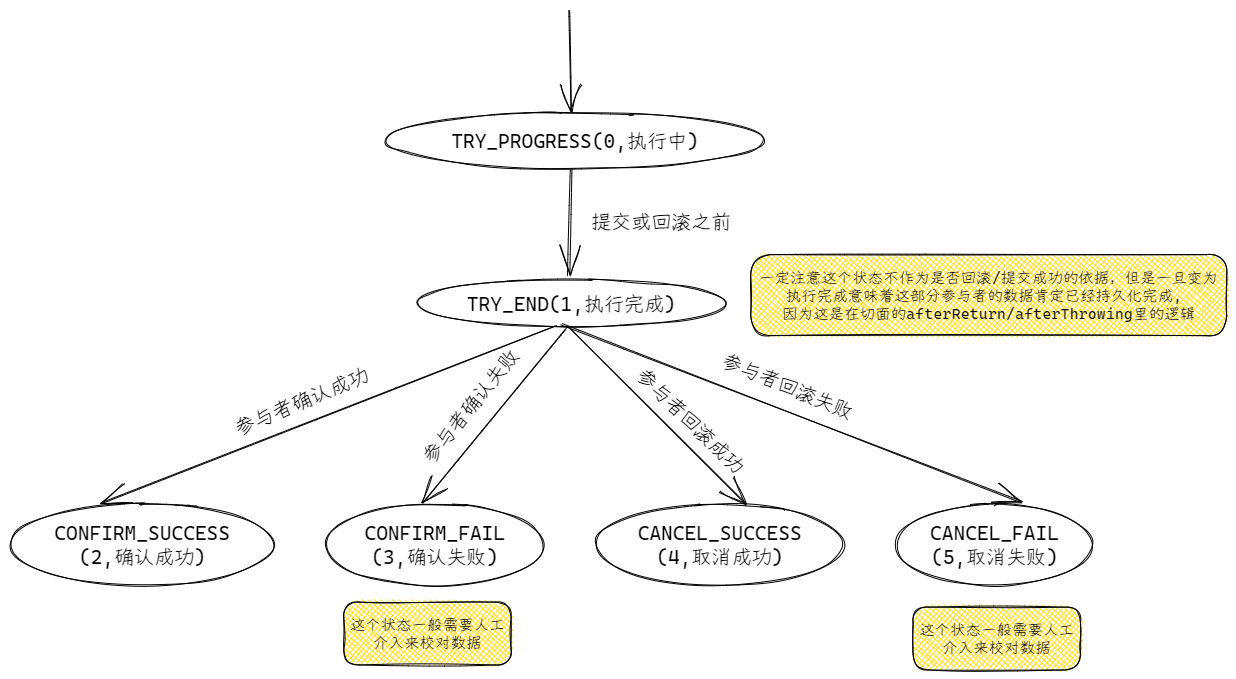 TRY_PROGRESS(0,执行中)
提交或回滚之前
TRY_END(1,执行完成)
一定注意这个状态不作为是否回滚/提交成功的依据, 但是一旦变为
执行完成意味着这部分参与者的数据肯定已经持久化完成,
因为这是在切面的afterReturn/afterThrowing里的逻辑
参与者确认成功
参与者确认失败
参与者回滚成功
参与者回滚失败
CONFIRM_SUCCESS
(2,确认成功)
CONFIRM_FAIL
(3,确认失败)
CANCEL_SUCCESS
(4,取消成功)
CANCEL_FAIL
(5,取消失败)
这个状态一般需要人工
介入来校对数据
这个状态一般需要人工
介入来校对数据